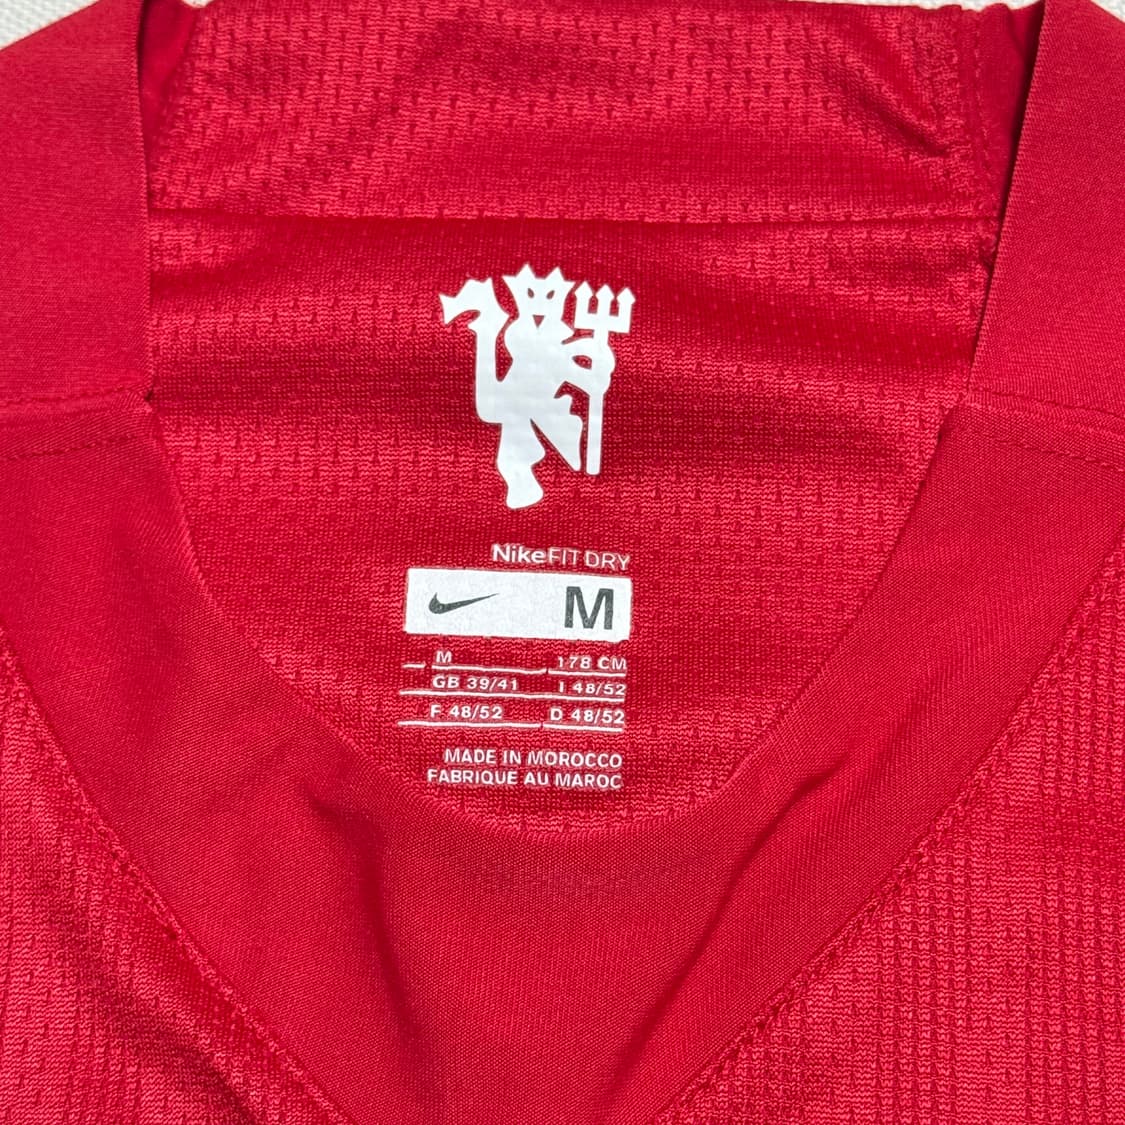 NikeFIT DRY
M
M 178 CM
GB 39/41 I 48/52
F 48/52 D 48/52
MADE IN MOROCCO
FABRIQUE AU MAROC